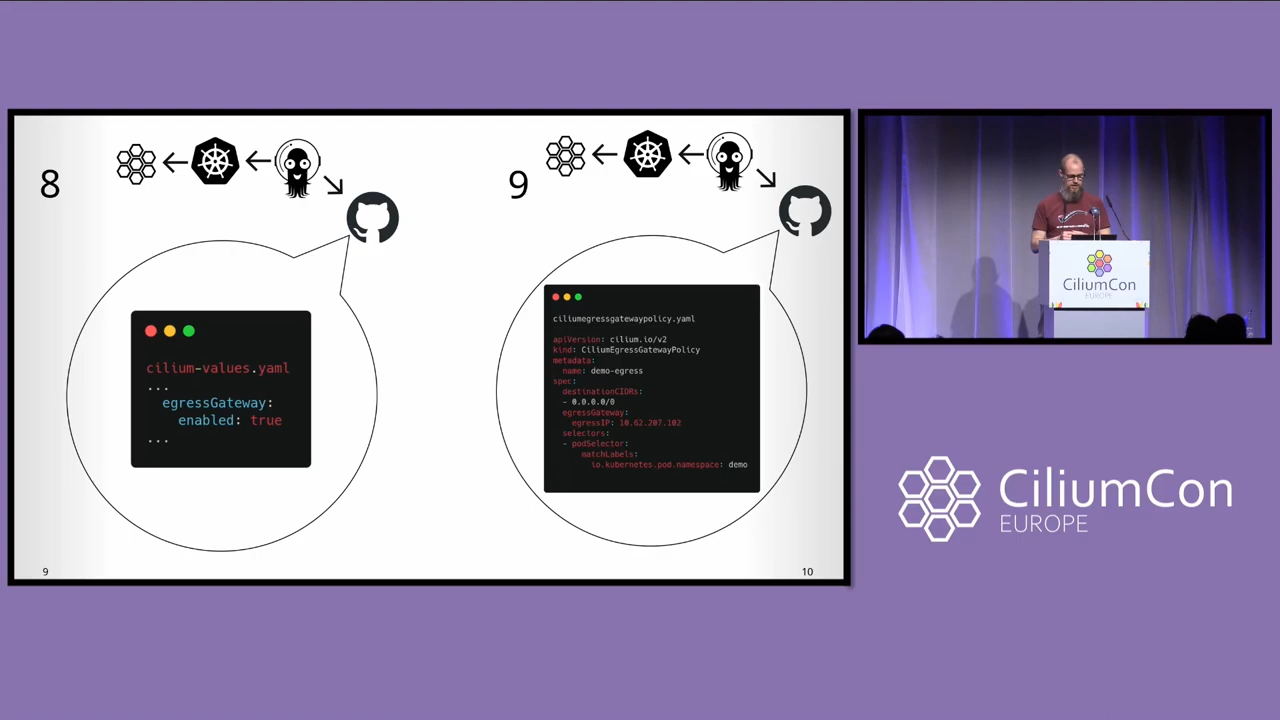 8
cilium-values.yaml
...
egressGateway:
enabled: true
...
9
9
ciliumegressgatewaypolicy.yaml
apiVersion: cilium.io/v2
kind: CiliumEgressGatewayPolicy
metadata:
name: demo-egress
spec:
destinationCIDRs:
- 0.0.0.0/0
egressGateway:
egressIP: 10.62.207.102
selectors:
- podSelector:
matchLabels:
io.kubernetes.pod.namespace: demo
10
CiliumCon
EUROPE
CiliumCon
EUROPE